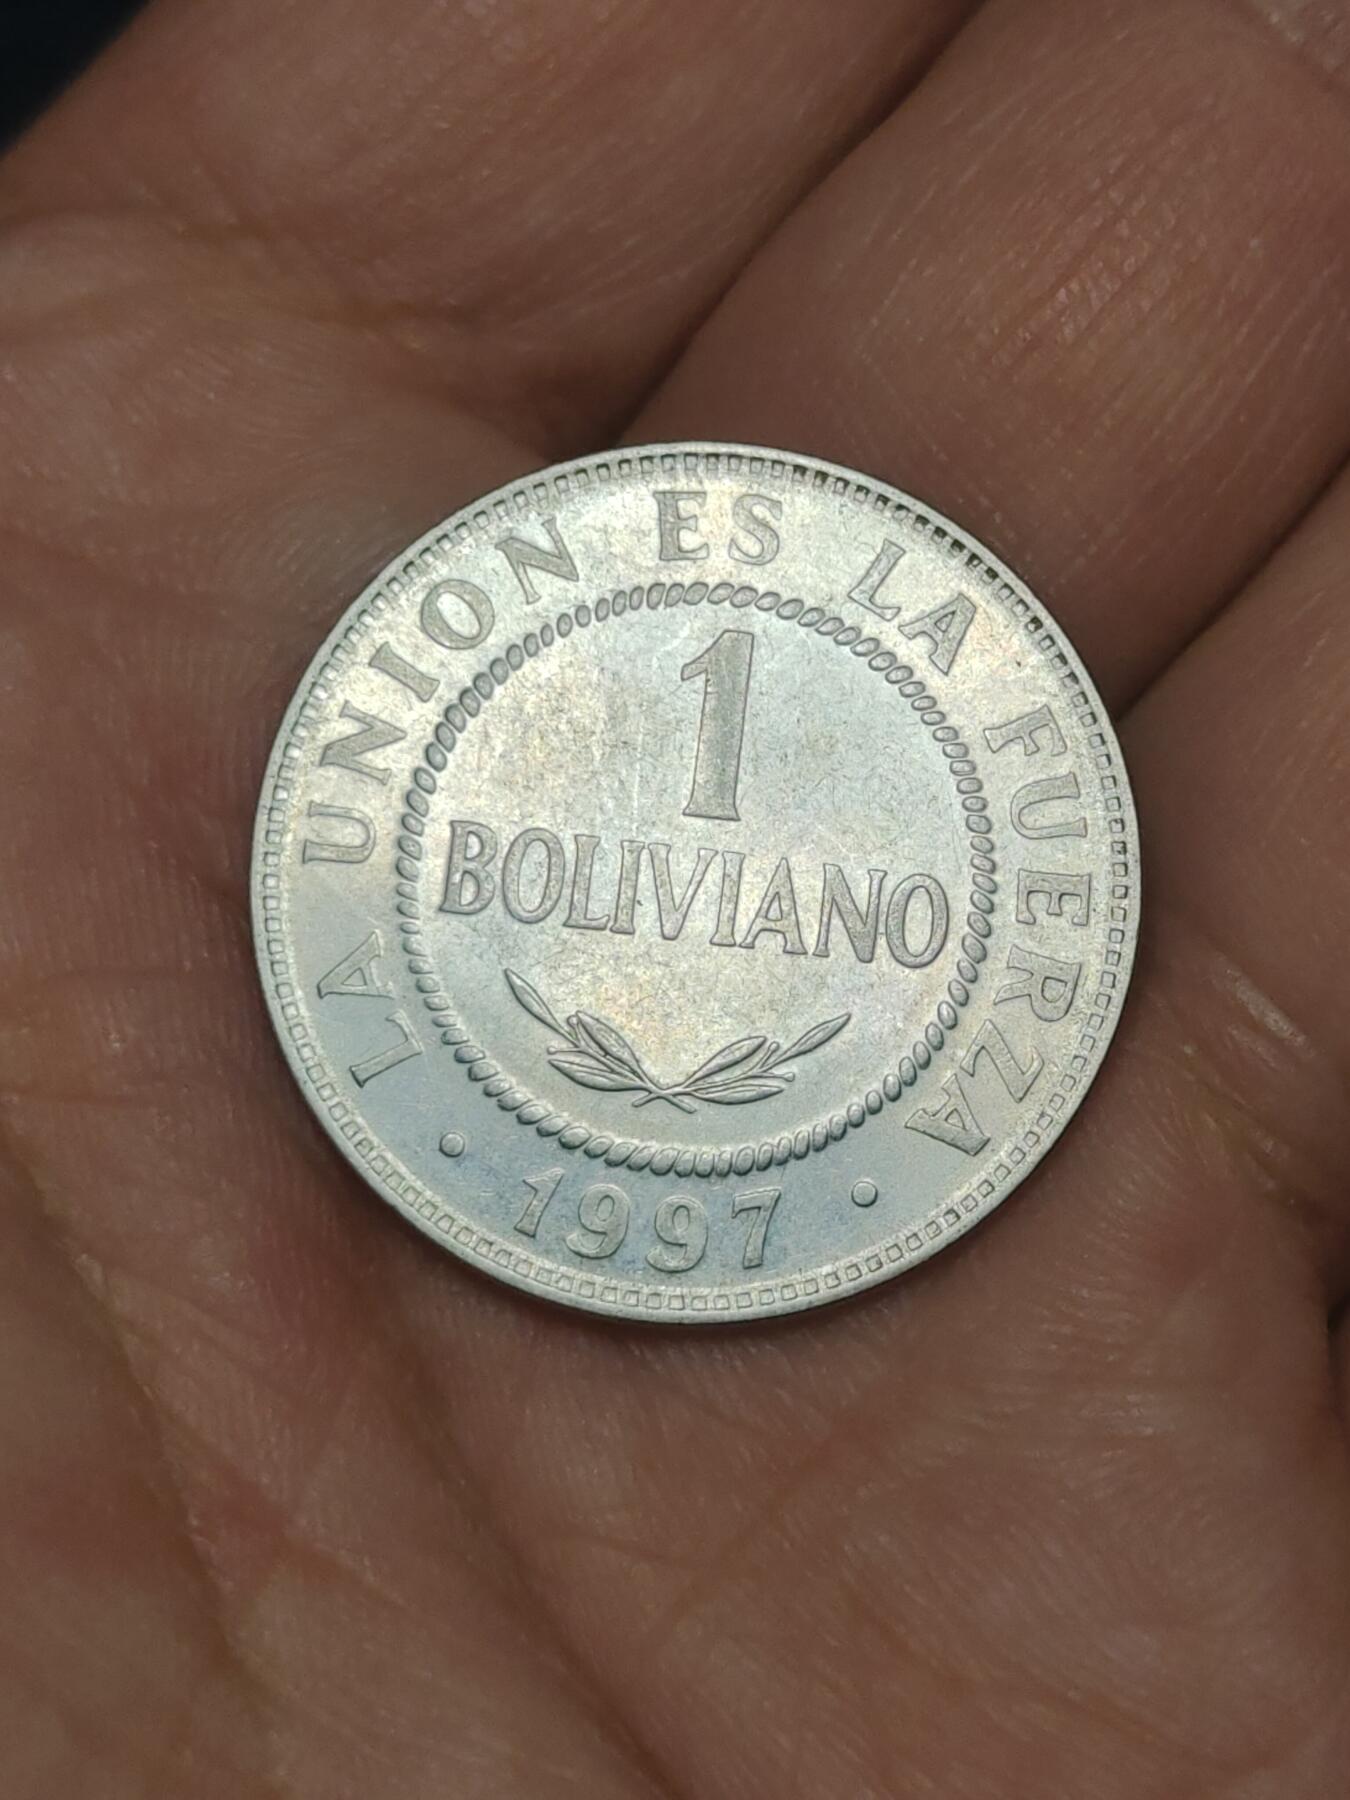 LA UNION ES LA FUERZA
1
BOLIVIANO
• 1997 •